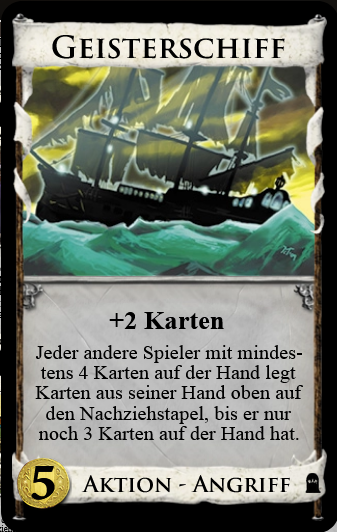 Geisterschiff
+2 Karten
Jeder andere Spieler mit mindes-
tens 4 Karten auf der Hand legt
Karten aus seiner Hand oben auf
den Nachziehstapel, bis er nur
noch 3 Karten auf der Hand hat.
5 Aktion - Angriff